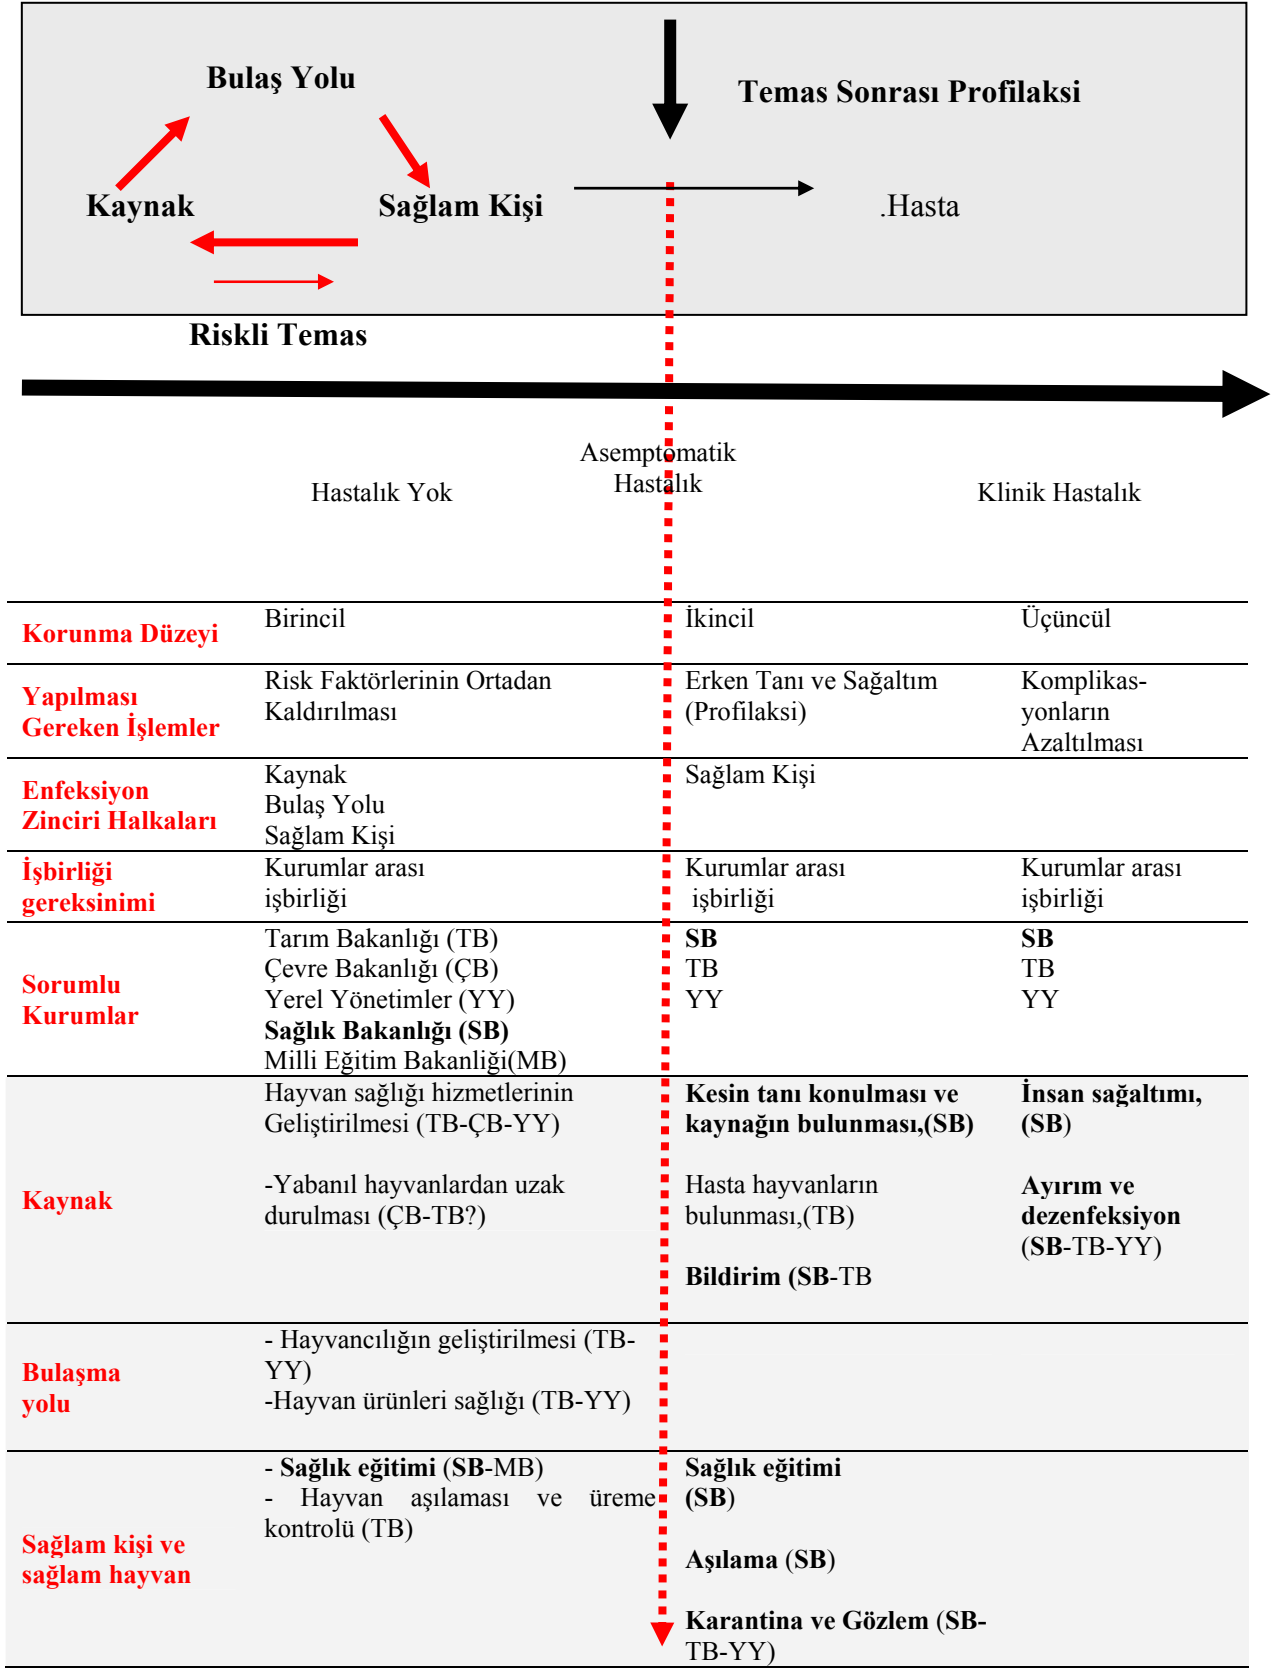 Bulaş Yolu
Temas Sonrası Profilaksi
Kaynak
Sağlam Kişi
.Hasta
Riskli Temas
Asemptomatik
Hastalık
Hastalık Yok
Klinik Hastalık
Korunma Düzeyi
Birincil
İkincil
Üçüncül
Yapılması
Gereken İşlemler
Risk Faktörlerinin Ortadan
Kaldırılması
Erken Tanı ve Sağaltım
(Profilaksi)
Komplikas-
yonların
Azaltılması
Enfeksiyon
Zinciri Halkaları
Kaynak
Bulaş Yolu
Sağlam Kişi
Sağlam Kişi
İşbirliği
gereksinimi
Kurumlar arası
işbirliği
Kurumlar arası
işbirliği
Kurumlar arası
işbirliği
Sorumlu
Kurumlar
Tarım Bakanlığı (TB)
Çevre Bakanlığı (ÇB)
Yerel Yönetimler (YY)
Sağlık Bakanlığı (SB)
Milli Eğitim Bakanliği(MB)
SB
TB
YY
SB
TB
YY
Kaynak
Hayvan sağlığı hizmetlerinin
Geliştirilmesi (TB-ÇB-YY)
-Yabanıl hayvanlardan uzak
durulması (ÇB-TB?)
Kesin tanı konulması ve
kaynağın bulunması,(SB)
Hasta hayvanların
bulunması,(TB)
Bildirim (SB-TB
İnsan sağaltımı,
(SB)
Ayırım ve
dezenfeksiyon
(SB-TB-YY)
Bulaşma
yolu
- Hayvancılığın geliştirilmesi (TB-
YY)
-Hayvan ürünleri sağlığı (TB-YY)
Sağlam kişi ve
sağlam hayvan
- Sağlık eğitimi (SB-MB)
- Hayvan aşılaması ve üreme
kontrolü (TB)
Sağlık eğitimi
(SB)
Aşılama (SB)
Karantina ve Gözlem (SB-
TB-YY)